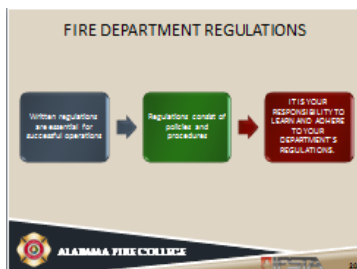 FIRE DEPARTMENT REGULATIONS
Written regulations
are essential for
successful operations
Regulations consist of
policies and
procedures
IT IS YOUR
RESPONSIBILITY TO
LEARN AND ADHERE
TO YOUR
DEPARTMENT'S
REGULATIONS.
ALABAMA FIRE COLLEGE